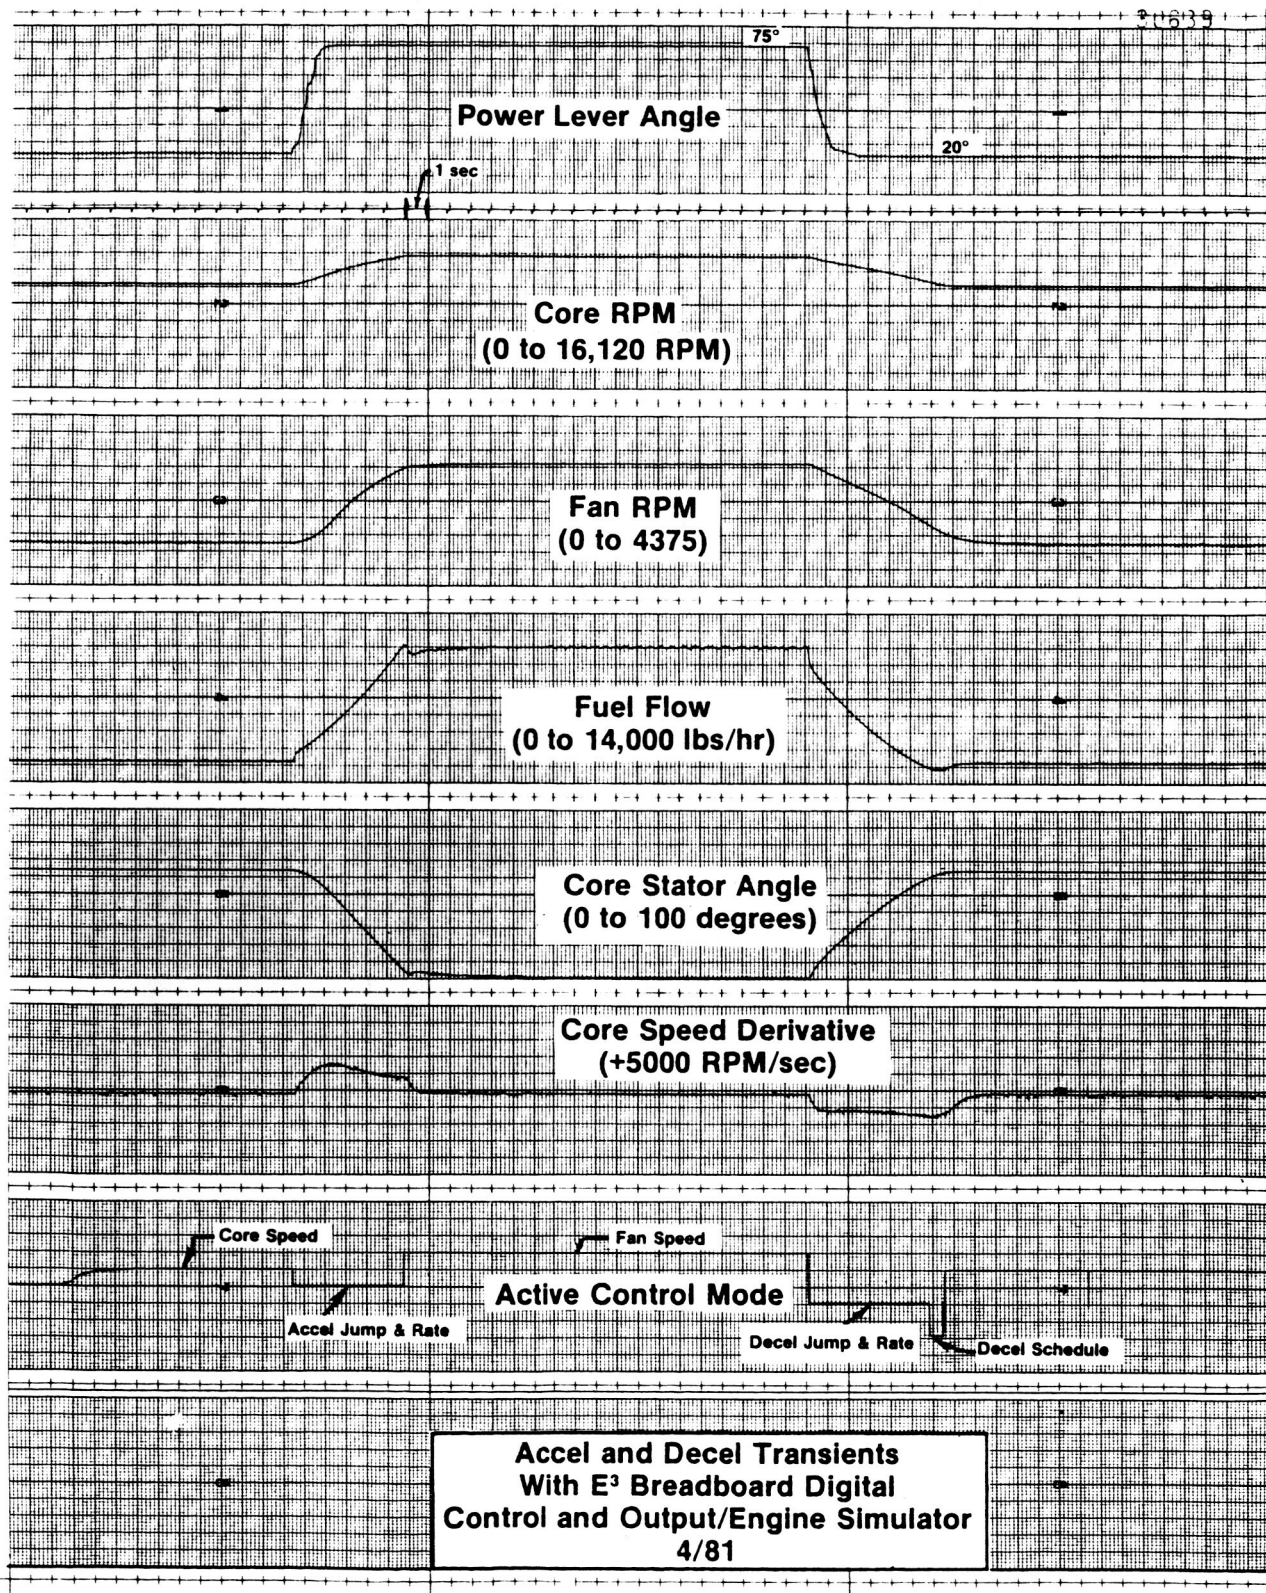 30639
75°
Power Lever Angle
20°
1 sec
Core RPM
(0 to 16,120 RPM)
Fan RPM
(0 to 4375)
Fuel Flow
(0 to 14,000 lbs/hr)
Core Stator Angle
(0 to 100 degrees)
Core Speed Derivative
(+5000 RPM/sec)
Core Speed
Fan Speed
Active Control Mode
Accel Jump & Rate
Decel Jump & Rate
Decel Schedule
Accel and Decel Transients
With E³ Breadboard Digital
Control and Output/Engine Simulator
4/81